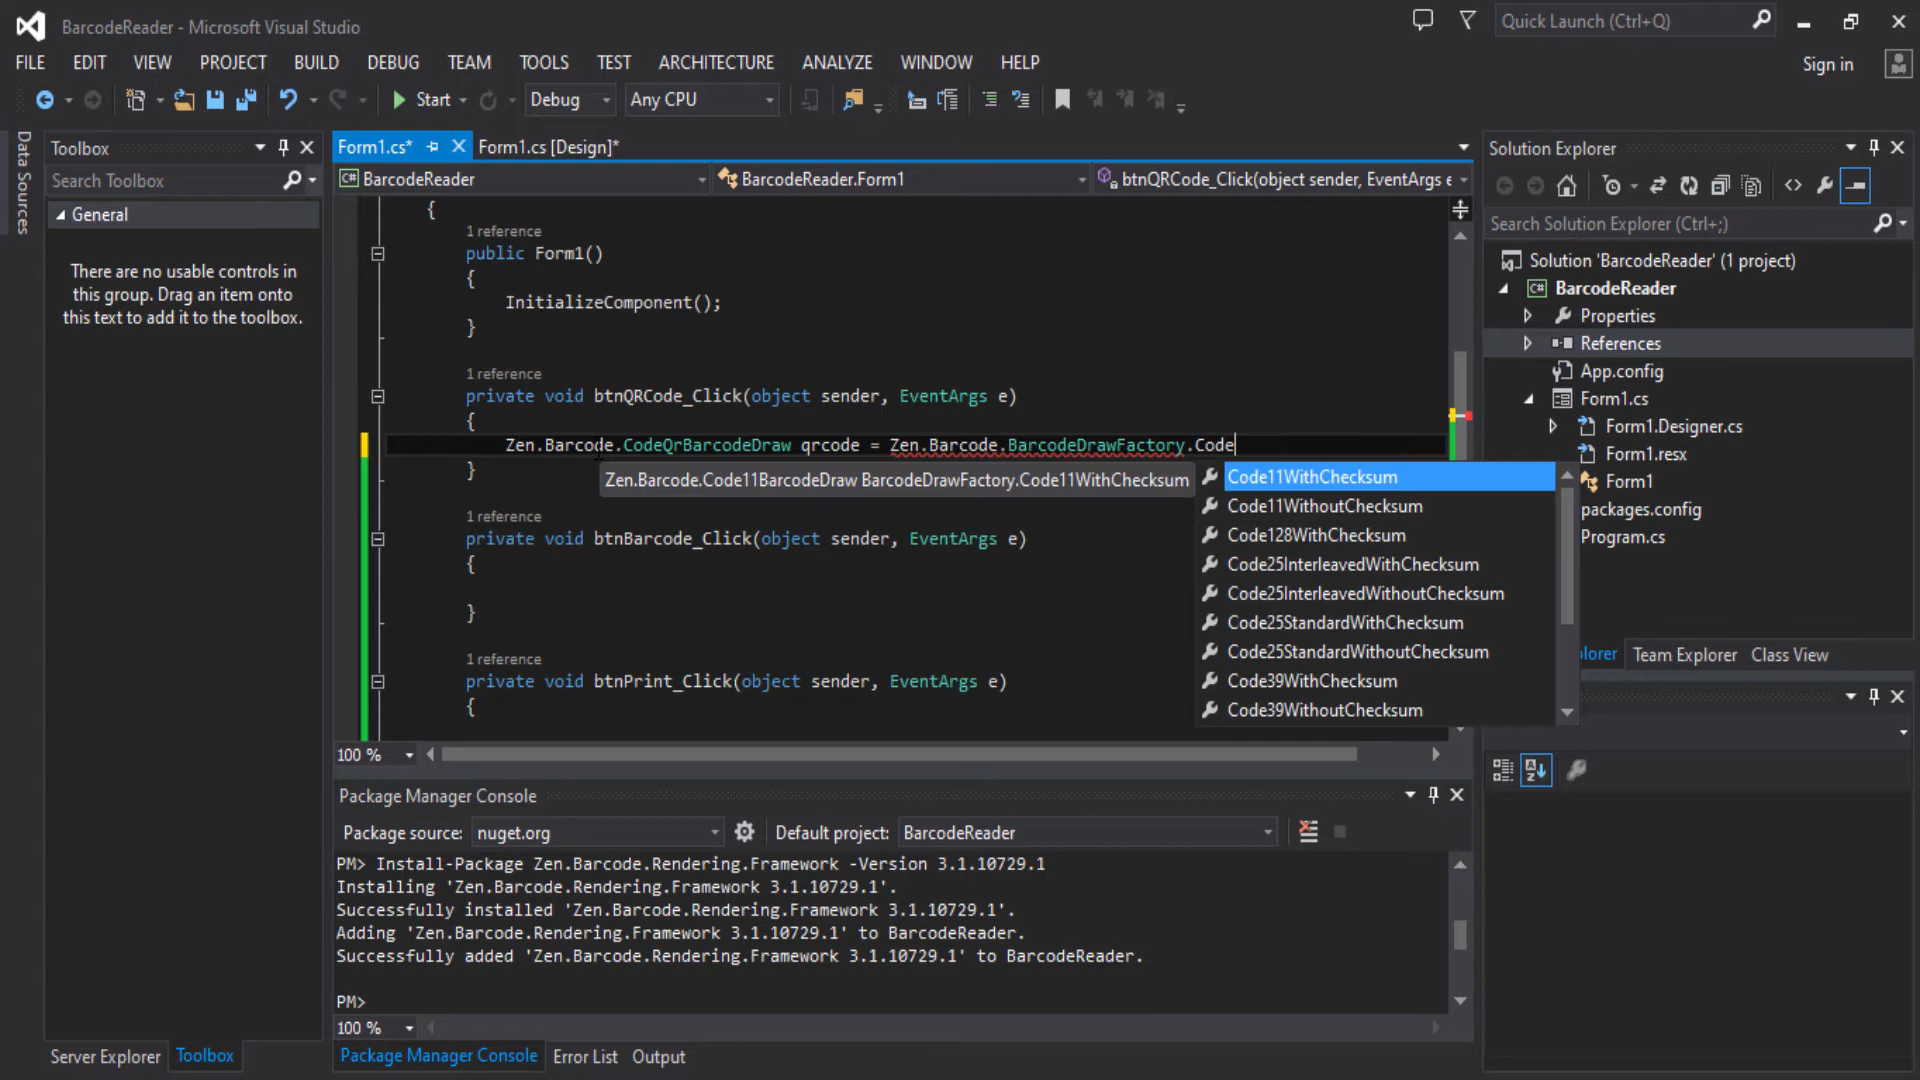 BarcodeReader - Microsoft Visual Studio
Quick Launch (Ctrl+Q)
FILE EDIT VIEW PROJECT BUILD DEBUG TEAM TOOLS TEST ARCHITECTURE ANALYZE WINDOW HELP
Sign in
Start Debug Any CPU
Data Sources
Toolbox
Search Toolbox
General
There are no usable controls in
this group. Drag an item onto
this text to add it to the toolbox.
Server Explorer Toolbox
Form1.cs* Form1.cs [Design]*
C# BarcodeReader BarcodeReader.Form1 btnQRCode_Click(object sender, EventArgs e
{
1 reference
public Form1()
{
InitializeComponent();
}
1 reference
private void btnQRCode_Click(object sender, EventArgs e)
{
Zen.Barcode.CodeQrBarcodeDraw qrcode = Zen.Barcode.BarcodeDrawFactory.Code
}
Zen.Barcode.Code11BarcodeDraw BarcodeDrawFactory.Code11WithChecksum
Code11WithChecksum
Code11WithoutChecksum
Code128WithChecksum
Code25InterleavedWithChecksum
Code25InterleavedWithoutChecksum
Code25StandardWithChecksum
Code25StandardWithoutChecksum
Code39WithChecksum
Code39WithoutChecksum
1 reference
private void btnBarcode_Click(object sender, EventArgs e)
{
}
1 reference
private void btnPrint_Click(object sender, EventArgs e)
{
100 %
Package Manager Console
Package source: nuget.org Default project: BarcodeReader
PM> Install-Package Zen.Barcode.Rendering.Framework -Version 3.1.10729.1
Installing 'Zen.Barcode.Rendering.Framework 3.1.10729.1'.
Successfully installed 'Zen.Barcode.Rendering.Framework 3.1.10729.1'.
Adding 'Zen.Barcode.Rendering.Framework 3.1.10729.1' to BarcodeReader.
Successfully added 'Zen.Barcode.Rendering.Framework 3.1.10729.1' to BarcodeReader.
PM>
100 %
Package Manager Console Error List Output
Solution Explorer
Search Solution Explorer (Ctrl+;)
Solution 'BarcodeReader' (1 project)
C# BarcodeReader
Properties
References
App.config
Form1.cs
Form1.Designer.cs
Form1.resx
Form1
packages.config
Program.cs
plorer Team Explorer Class View